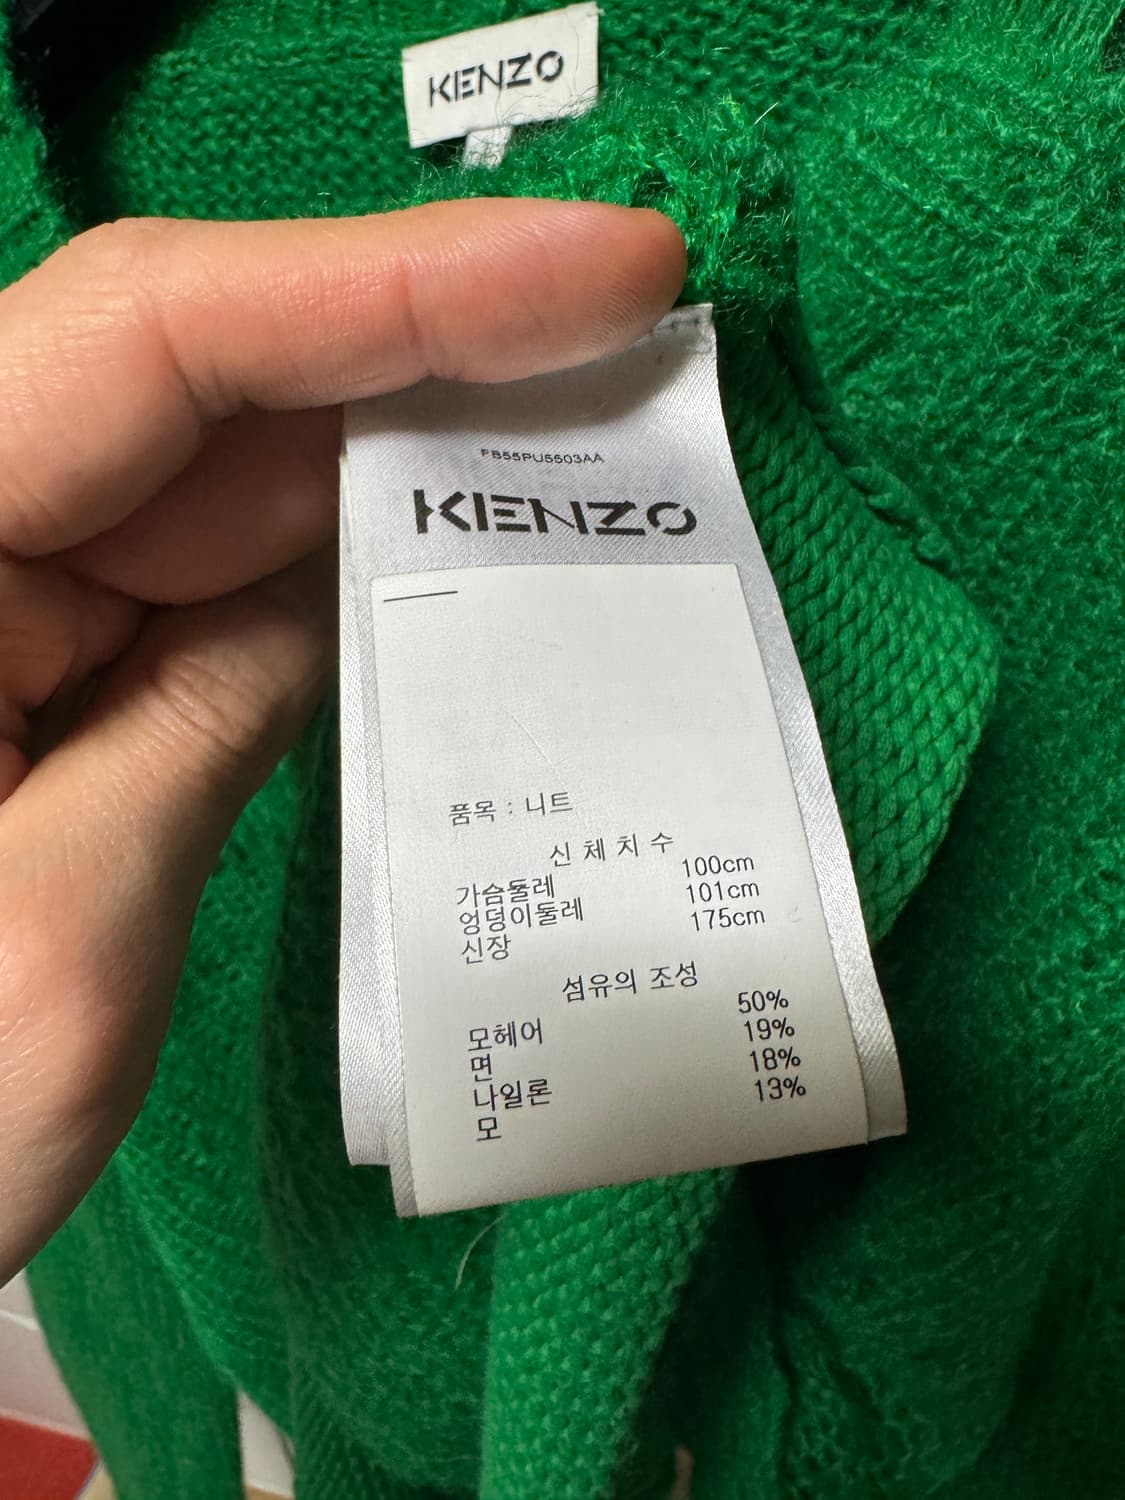 KENZO
FB55PU5503AA
KENZO
품목 : 니트
신 체 치 수
가슴둘레 100cm
엉덩이둘레 101cm
신장 175cm
섬유의 조성
모헤어 50%
면 19%
나일론 18%
모 13%